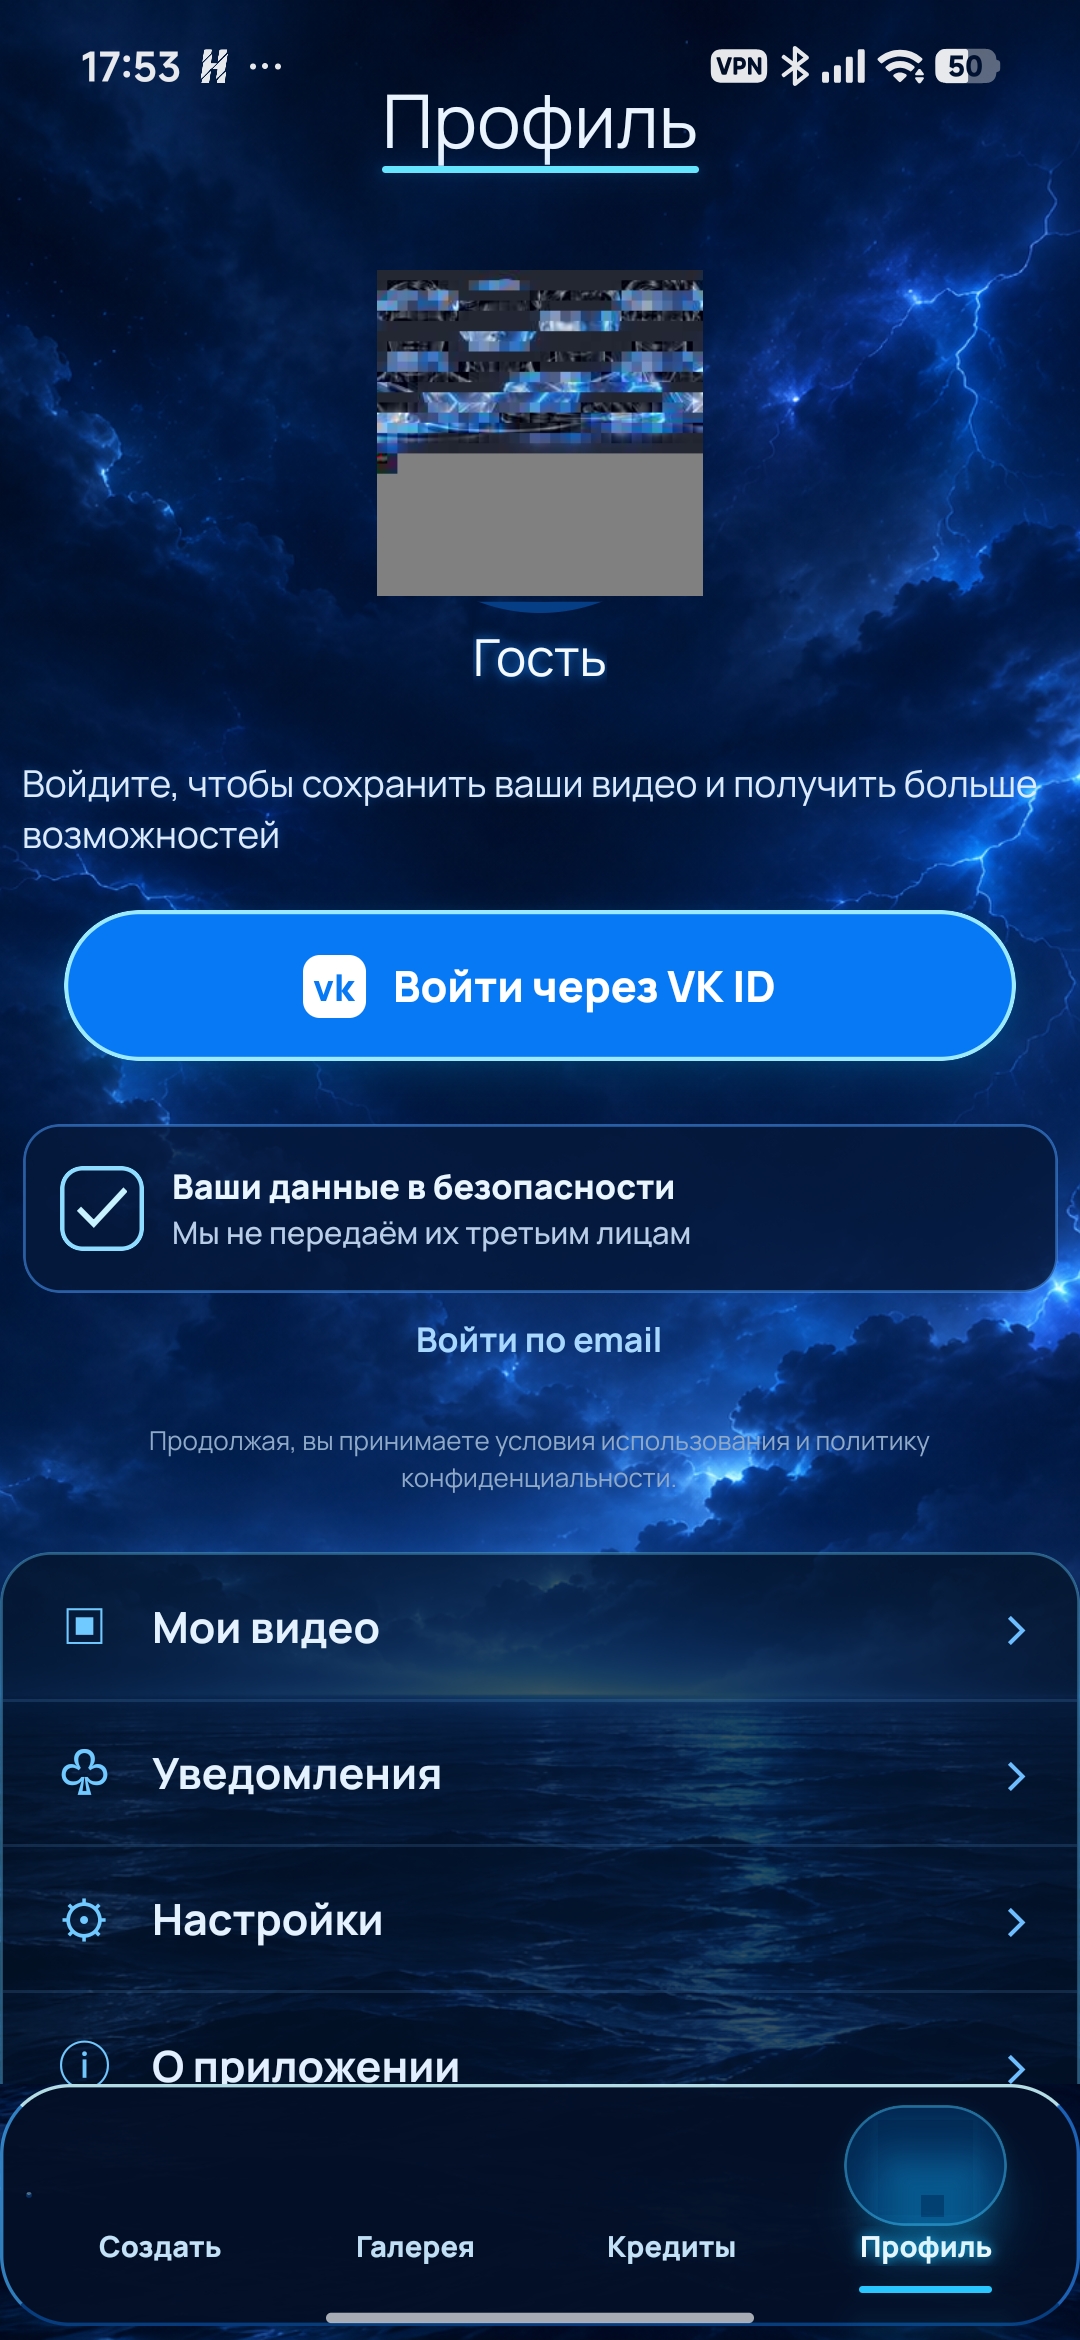 17:53 ... VPN 50
Профиль
Гость
Войдите, чтобы сохранить ваши видео и получить больше
возможностей
vk Войти через VK ID
Ваши данные в безопасности
Мы не передаём их третьим лицам
Войти по email
Продолжая, вы принимаете условия использования и политику
конфиденциальности.
Мои видео
Уведомления
Настройки
О приложении
Создать Галерея Кредиты Профиль